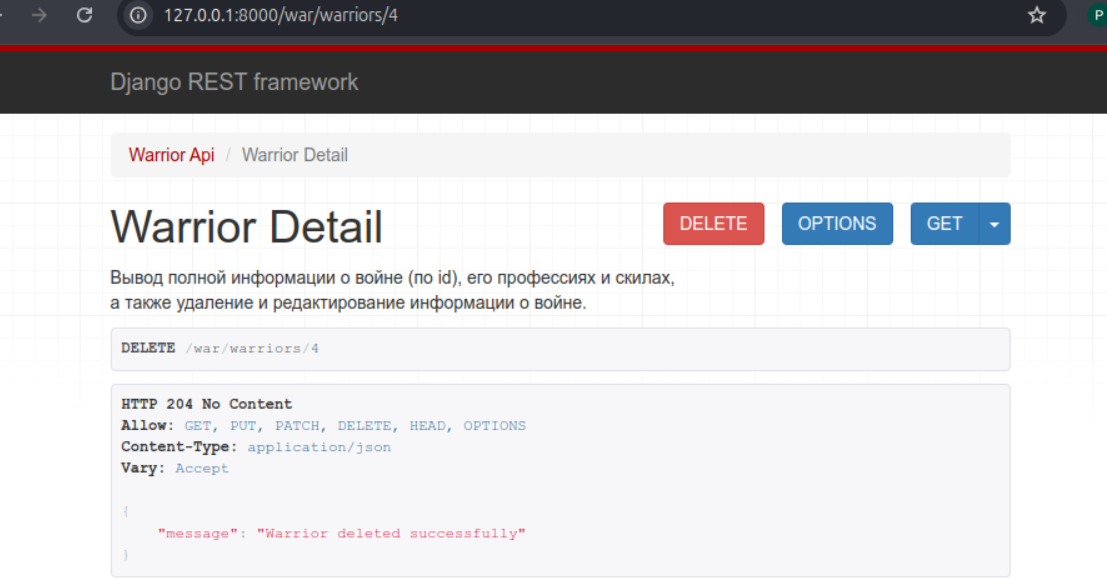 127.0.0.1:8000/war/warriors/4
P
Django REST framework
Warrior Api / Warrior Detail
Warrior Detail
DELETE OPTIONS GET
Вывод полной информации о войне (по id), его профессиях и скилах,
а также удаление и редактирование информации о войне.
DELETE /war/warriors/4
HTTP 204 No Content
Allow: GET, PUT, PATCH, DELETE, HEAD, OPTIONS
Content-Type: application/json
Vary: Accept
{
"message": "Warrior deleted successfully"
}